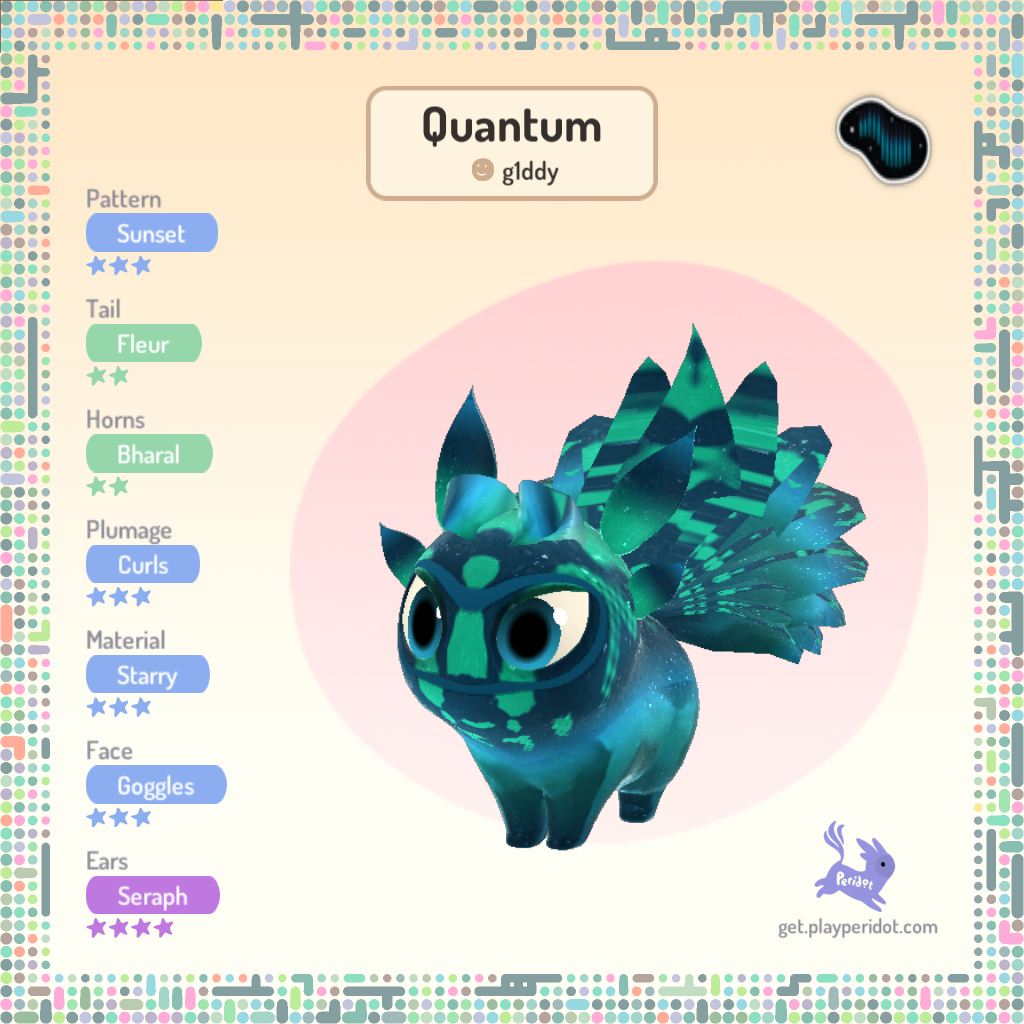 Quantum
g1ddy
Pattern
Sunset
Tail
Fleur
Horns
Bharal
Plumage
Curls
Material
Starry
Face
Goggles
Ears
Seraph
Peridot
get.playperidot.com